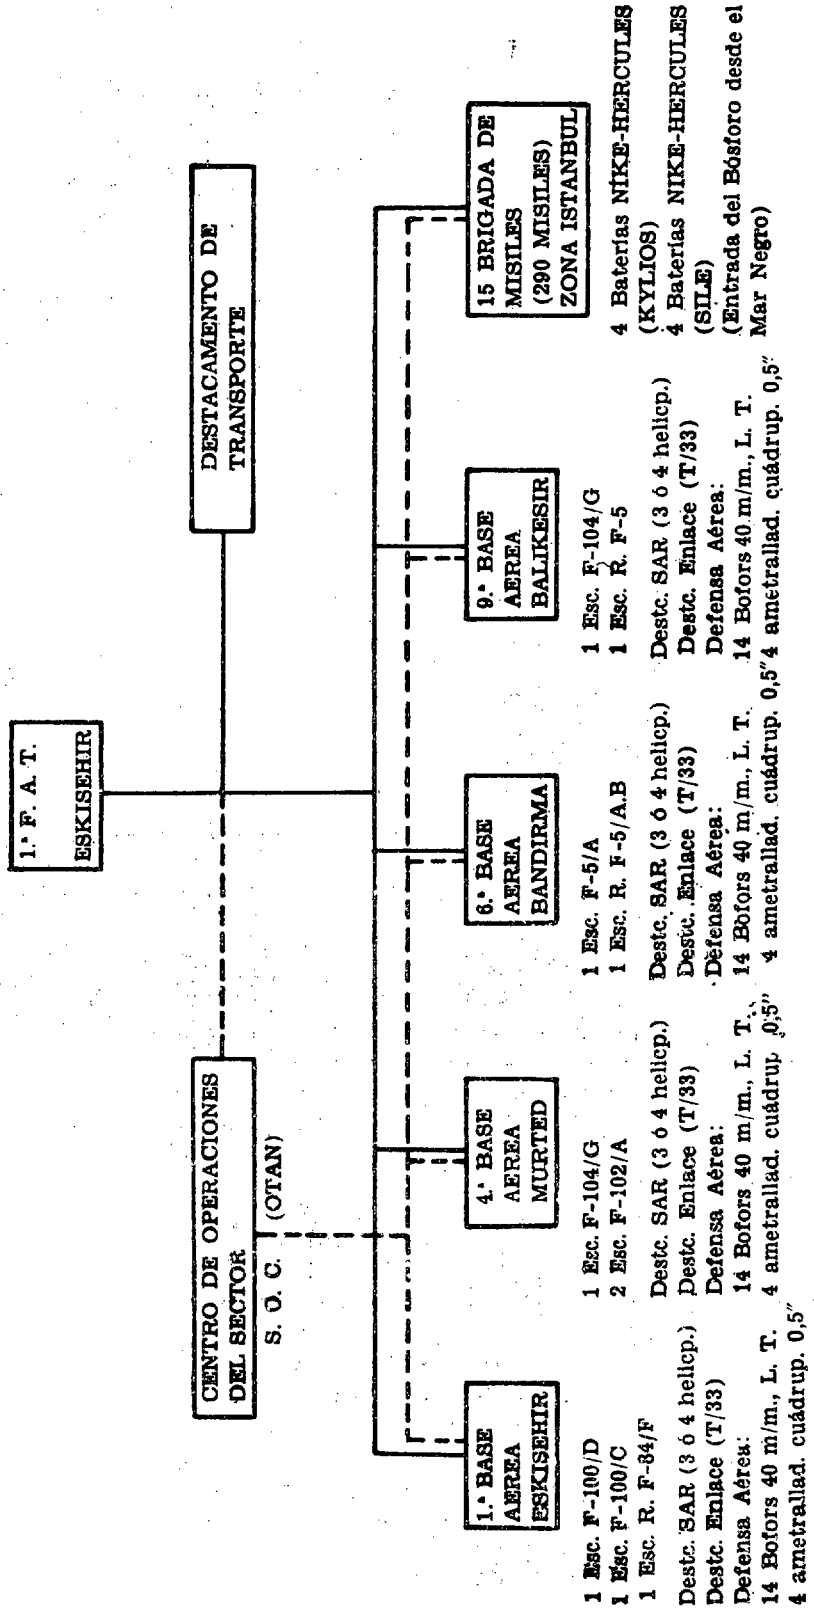 1.ª F. A. T.
ESKISEHIR
CENTRO DE OPERACIONES
DEL SECTOR
S. O. C. (OTAN)
DESTACAMENTO DE
TRANSPORTE
1.ª BASE
AEREA
ESKISEHIR
1 Esc. F-100/D
1 Esc. F-100/C
1 Esc. R. F-84/F
Destc. SAR (3 ó 4 helicp.)
Destc. Enlace (T/33)
Defensa Aérea:
14 Bofors 40 m/m., L. T.
4 ametrallad. cuádrup. 0,5″
4.ª BASE
AEREA
MURTED
1 Esc. F-104/G
2 Esc. F-102/A
Destc. SAR (3 ó 4 helicp.)
Destc. Enlace (T/33)
Defensa Aérea:
14 Bofors 40 m/m., L. T.
4 ametrallad. cuádrup. 0,5″
6.ª BASE
AEREA
BANDIRMA
1 Esc. F-5/A
1 Esc. R. F-5/A.B
Destc. SAR (3 ó 4 helicp.)
Destc. Enlace (T/33)
Defensa Aérea:
14 Bofors 40 m/m., L. T.
4 ametrallad. cuádrup. 0,5″
9.ª BASE
AEREA
BALIKESIR
1 Esc. F-104/G
1 Esc. R. F-5
Destc. SAR (3 ó 4 helicp.)
Destc. Enlace (T/33)
Defensa Aérea:
14 Bofors 40 m/m., L. T.
4 ametrallad. cuádrup. 0,5″
15 BRIGADA DE
MISILES
(290 MISILES)
ZONA ISTANBUL
4 Baterías NIKE-HERCULES
(KYLIOS)
4 Baterías NIKE-HERCULES
(SILE)
(Entrada del Bósforo desde el
Mar Negro)